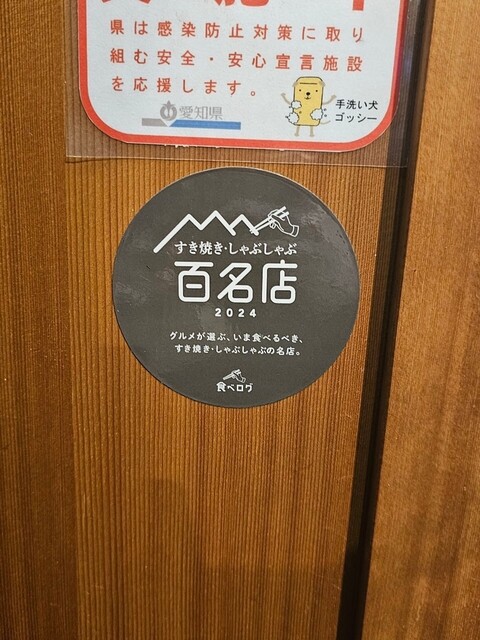 県は感染防止対策に取り
組む安全・安心宣言施設
を応援します。
愛知県
手洗い犬
ゴッシー
すき焼き・しゃぶしゃぶ
百名店
2024
グルメが選ぶ、いま食べるべき、
すき焼き・しゃぶしゃぶの名店。
食べログ